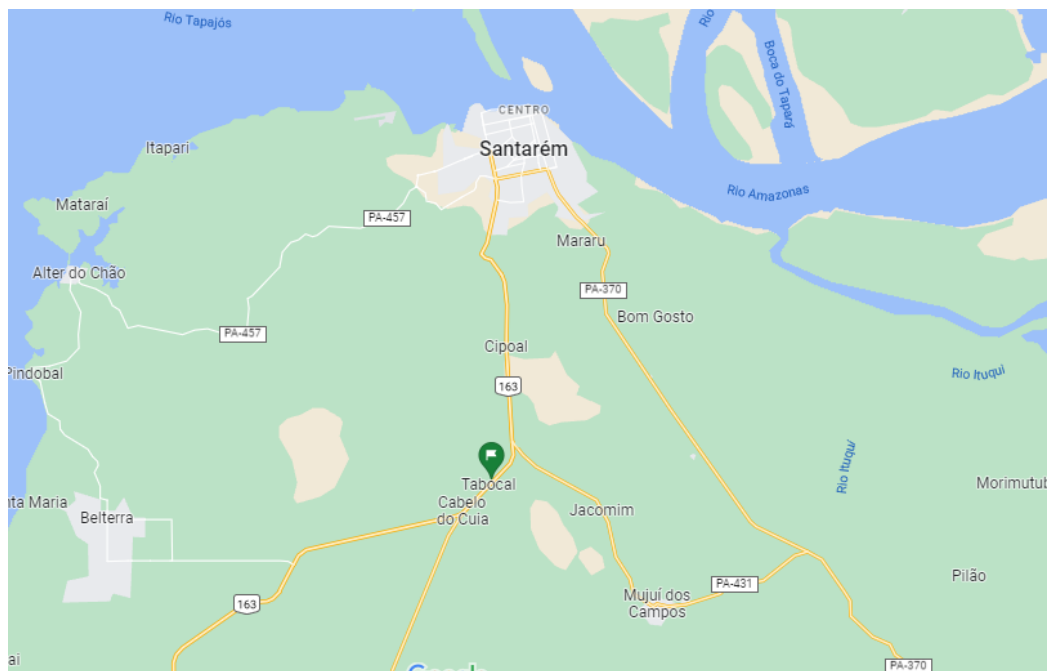 Rio Tapajós
CENTRO
Boca do Tapará
Itapari
Santarém
Rio Amazonas
Mataraí
PA-457
Mararu
Alter do Chão
PA-370
PA-457
Bom Gosto
Cipoal
Pindobal
Rio Ituqui
163
Rio Ituqui
Tabocal
Morimutub
nta Maria
Cabelo
do Cuia
Jacomim
Belterra
Pilão
PA-431
163
Mujuí dos
Campos
ai
PA-370